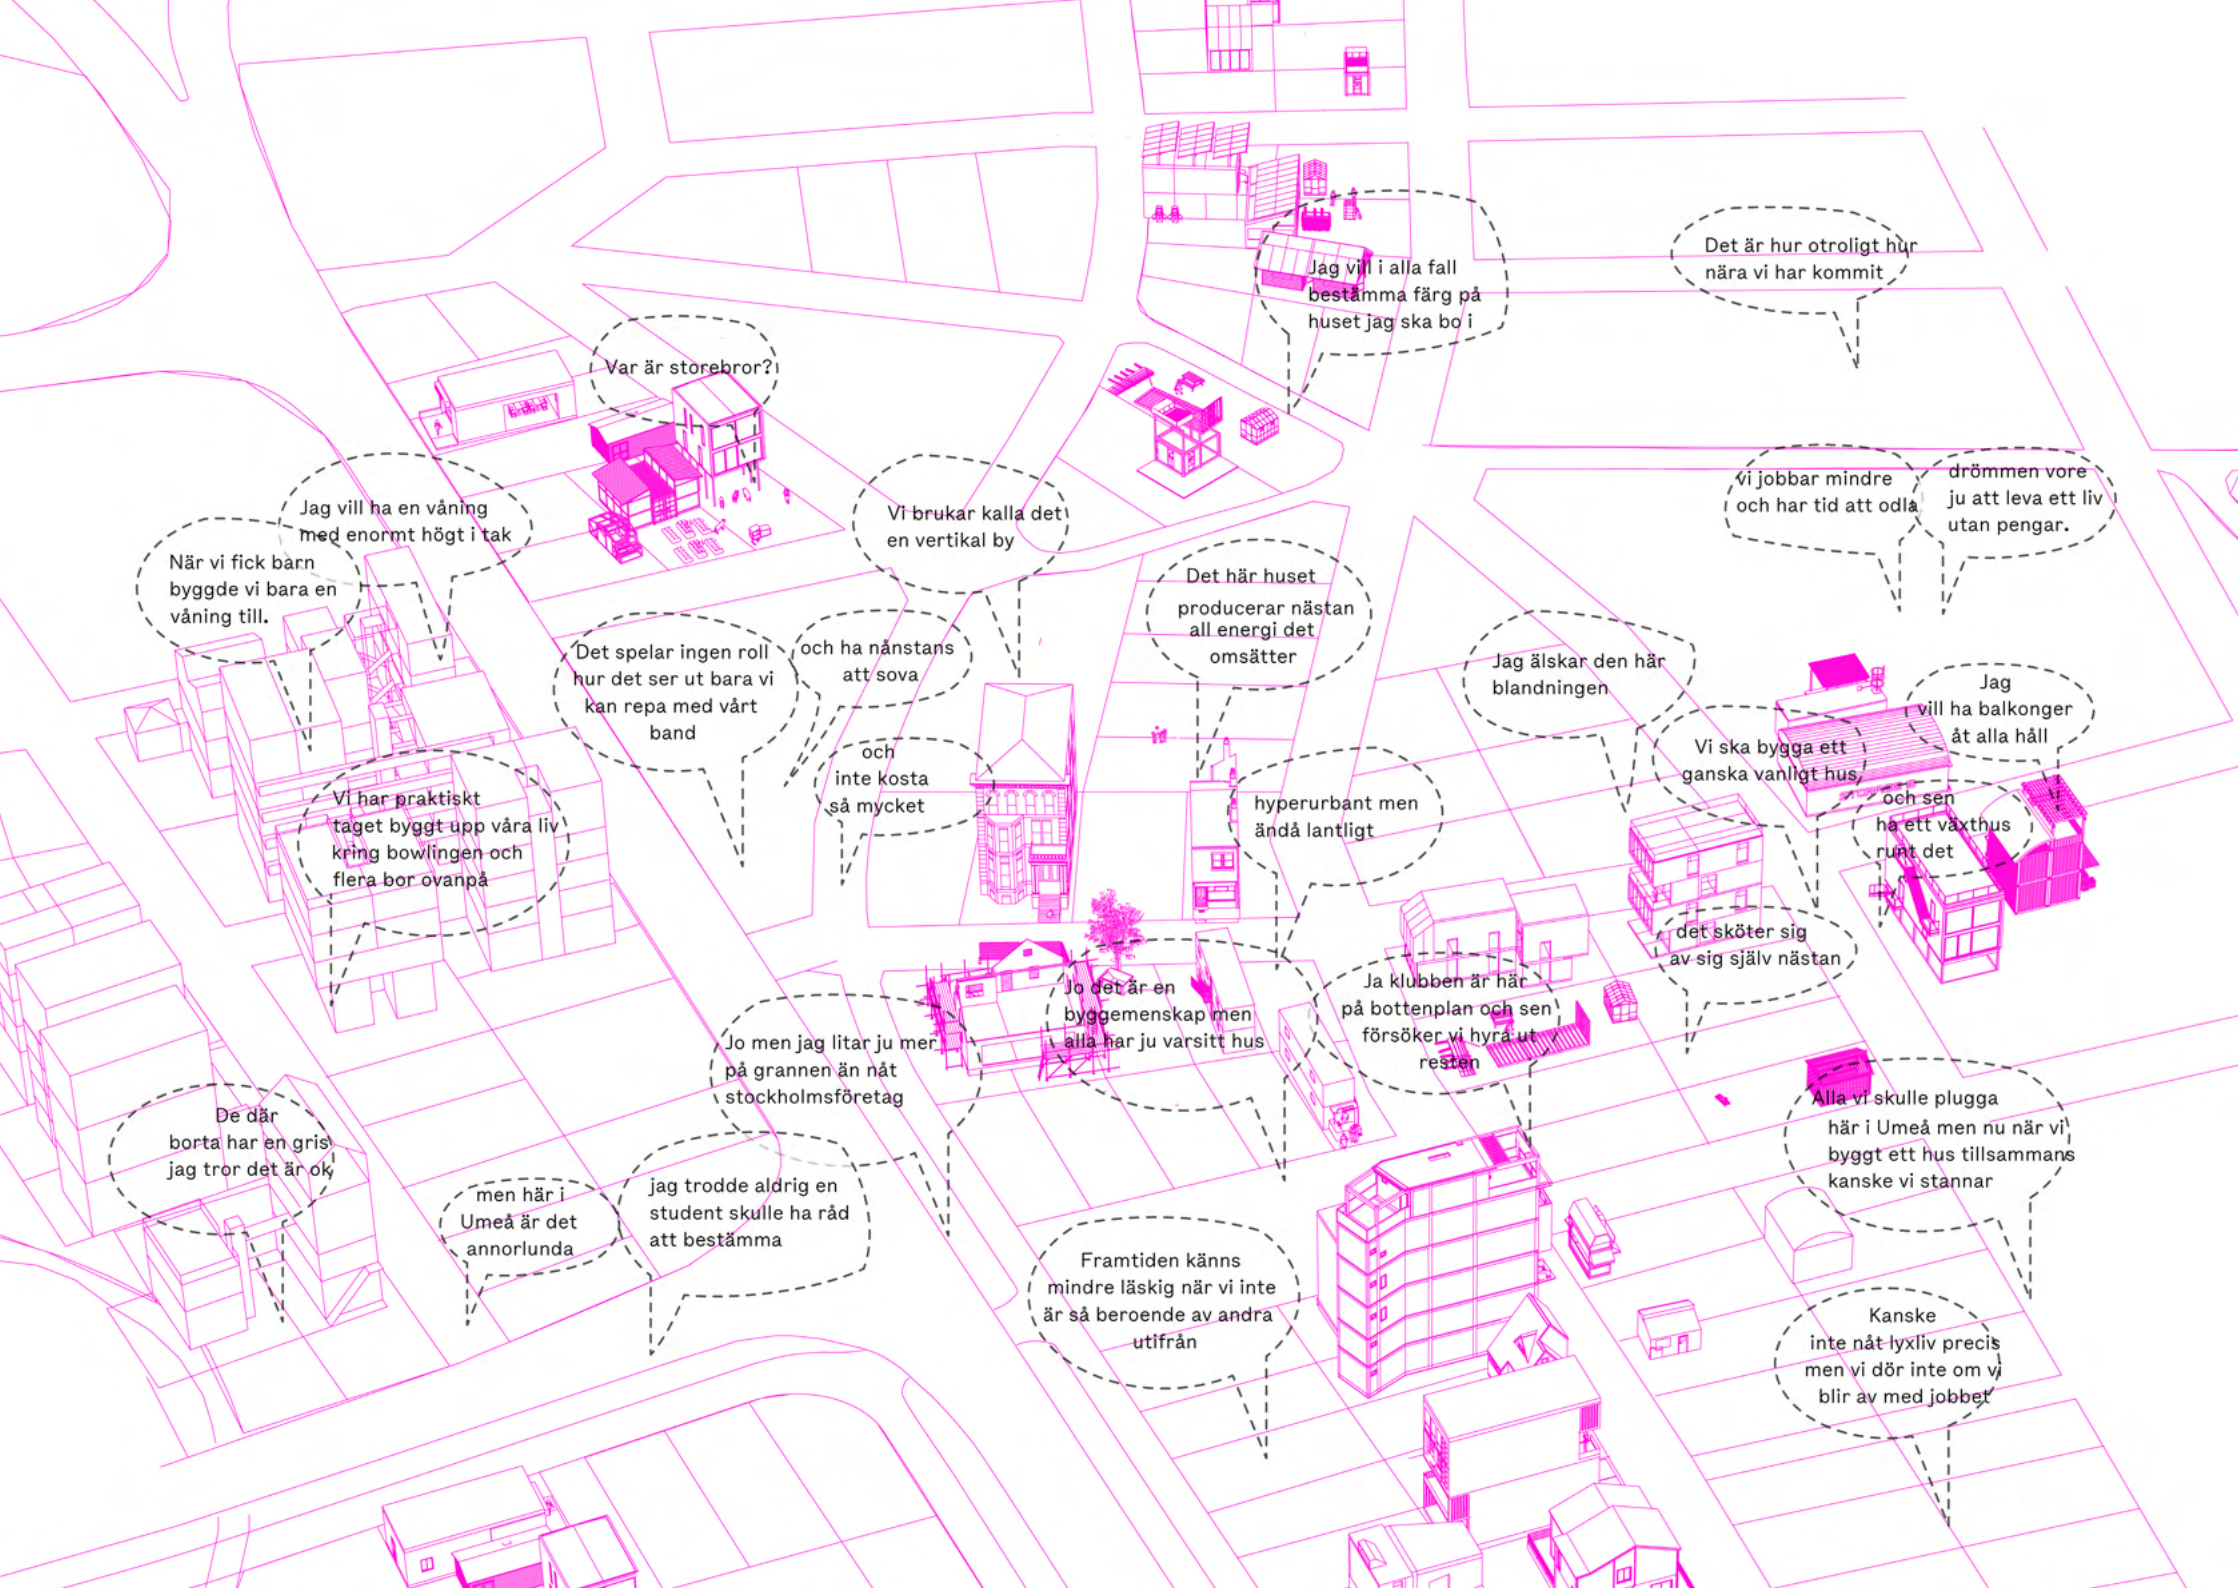 Det är hur otroligt hur
nära vi har kommit
Jag vill i alla fall
bestämma färg på
huset jag ska bo i
Var är storebror?
vi jobbar mindre
och har tid att odla
drömmen vore
ju att leva ett liv
utan pengar.
Jag vill ha en våning
med enormt högt i tak
När vi fick barn
byggde vi bara en
våning till.
Vi brukar kalla det
en vertikal by
Det här huset
producerar nästan
all energi det
omsätter
Det spelar ingen roll
hur det ser ut bara vi
kan repa med vårt
band
och ha nånstans
att sova
och
inte kosta
så mycket
Jag älskar den här
blandningen
Jag
vill ha balkonger
åt alla håll
Vi ska bygga ett
ganska vanligt hus
och sen
ha ett växthus
runt det
det sköter sig
av sig själv nästan
Vi har praktiskt
taget byggt upp våra liv
kring bowlingen och
flera bor ovanpå
hyperurbant men
ändå lantligt
Jo det är en
byggemenskap men
alla har ju varsitt hus
Ja klubben är här
på bottenplan och sen
försöker vi hyra ut
resten
Jo men jag litar ju mer
på grannen än nåt
stockholmsföretag
De där
borta har en gris
jag tror det är ok
men här i
Umeå är det
annorlunda
jag trodde aldrig en
student skulle ha råd
att bestämma
Alla vi skulle plugga
här i Umeå men nu när vi
byggt ett hus tillsammans
kanske vi stannar
Framtiden känns
mindre läskig när vi inte
är så beroende av andra
utifrån
Kanske
inte nåt lyxliv precis
men vi dör inte om vi
blir av med jobbet